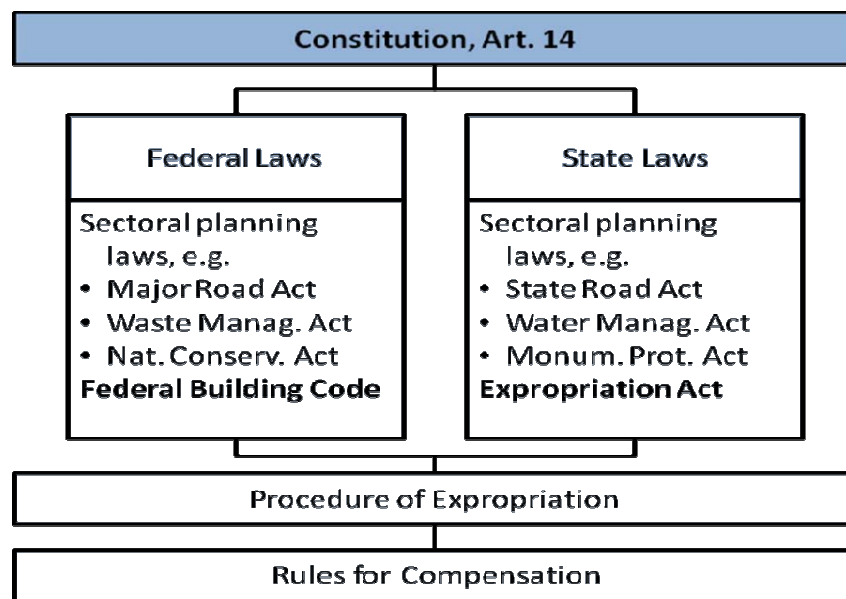 Constitution, Art. 14
Federal Laws
Sectoral planning
laws, e.g.
• Major Road Act
• Waste Manag. Act
• Nat. Conserv. Act
Federal Building Code
State Laws
Sectoral planning
laws, e.g.
• State Road Act
• Water Manag. Act
• Monum. Prot. Act
Expropriation Act
Procedure of Expropriation
Rules for Compensation